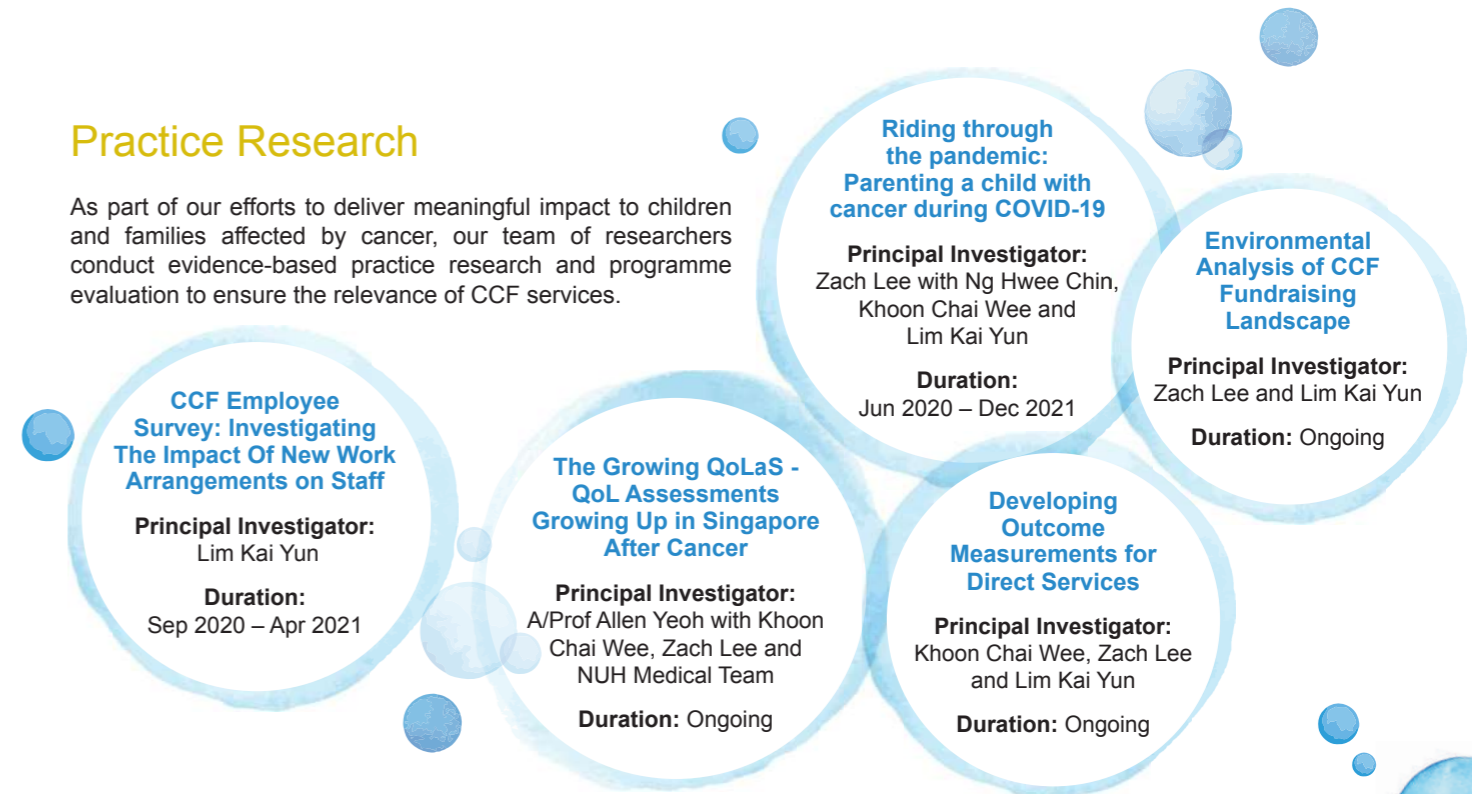 Practice Research
As part of our efforts to deliver meaningful impact to children
and families affected by cancer, our team of researchers
conduct evidence-based practice research and programme
evaluation to ensure the relevance of CCF services.
CCF Employee
Survey: Investigating
The Impact Of New Work
Arrangements on Staff
Principal Investigator:
Lim Kai Yun
Duration:
Sep 2020 – Apr 2021
The Growing QoLaS -
QoL Assessments
Growing Up in Singapore
After Cancer
Principal Investigator:
A/Prof Allen Yeoh with Khoon
Chai Wee, Zach Lee and
NUH Medical Team
Duration: Ongoing
Riding through
the pandemic:
Parenting a child with
cancer during COVID-19
Principal Investigator:
Zach Lee with Ng Hwee Chin,
Khoon Chai Wee and
Lim Kai Yun
Duration:
Jun 2020 – Dec 2021
Developing
Outcome
Measurements for
Direct Services
Principal Investigator:
Khoon Chai Wee, Zach Lee
and Lim Kai Yun
Duration: Ongoing
Environmental
Analysis of CCF
Fundraising
Landscape
Principal Investigator:
Zach Lee and Lim Kai Yun
Duration: Ongoing